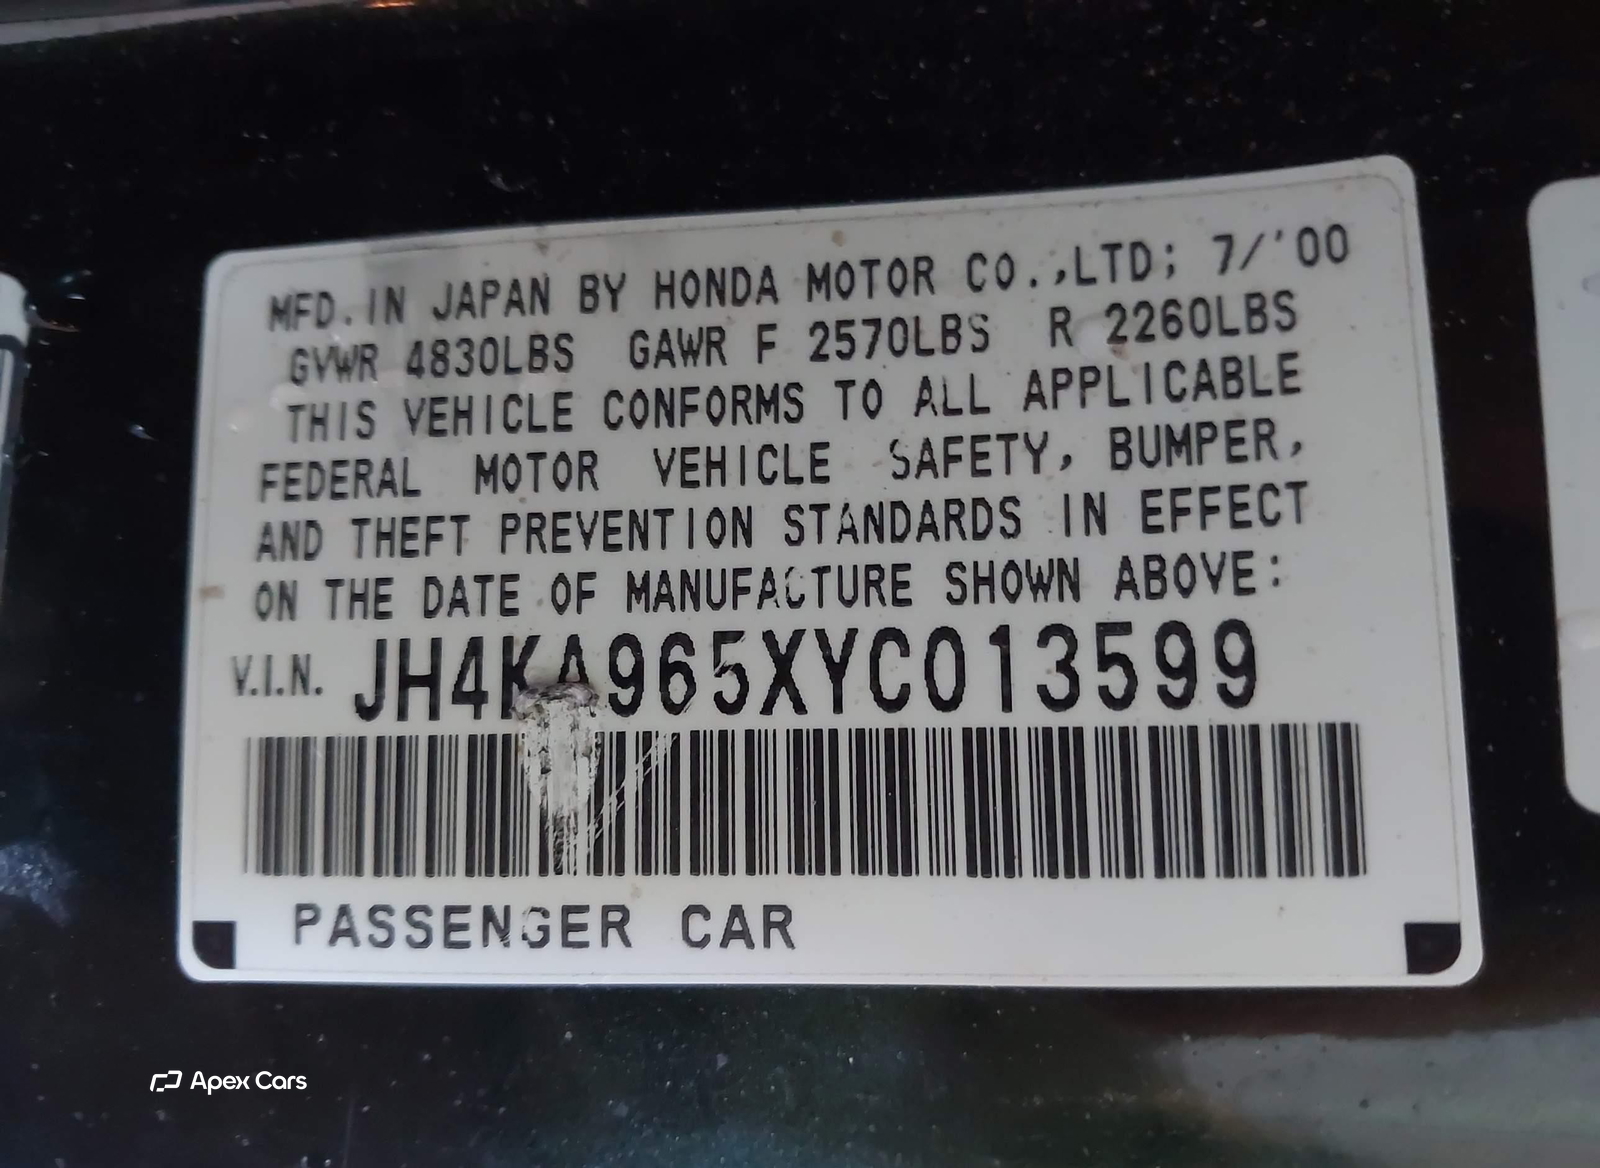 MFD. IN JAPAN BY HONDA MOTOR CO.,LTD; 7/'00
GVWR 4830LBS GAWR F 2570LBS R 2260LBS
THIS VEHICLE CONFORMS TO ALL APPLICABLE
FEDERAL MOTOR VEHICLE SAFETY, BUMPER,
AND THEFT PREVENTION STANDARDS IN EFFECT
ON THE DATE OF MANUFACTURE SHOWN ABOVE:
V.I.N. JH4KA965XYC013599
PASSENGER CAR
Apex Cars